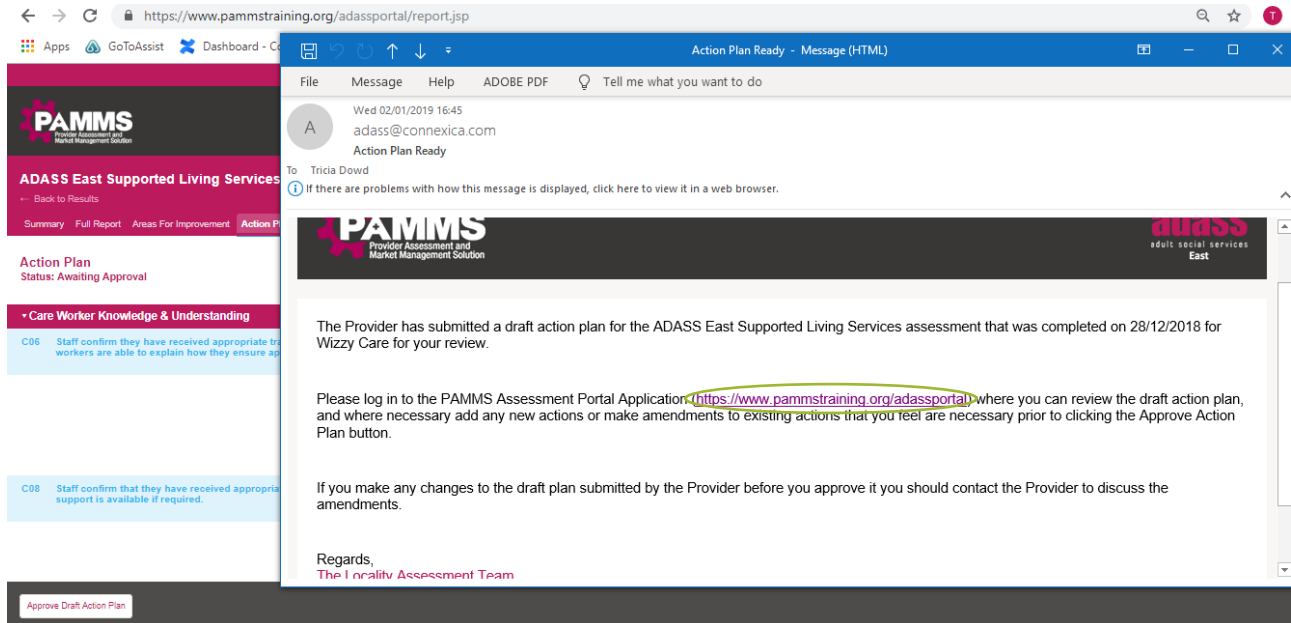 https://www.pammstraining.org/adassportal/report.jsp
T
Apps GoToAssist Dashboard - Co
Action Plan Ready - Message (HTML)
File Message Help ADOBE PDF Tell me what you want to do
A
Wed 02/01/2019 16:45
adass@connexica.com
Action Plan Ready
To Tricia Dowd
If there are problems with how this message is displayed, click here to view it in a web browser.
PAMMS
Provider Assessment and
Market Management Solution
ADASS East Supported Living Services
← Back to Results
Summary Full Report Areas For Improvement Action Pl
Action Plan
Status: Awaiting Approval
Care Worker Knowledge & Understanding
C06 Staff confirm they have received appropriate tra
workers are able to explain how they ensure ap
C08 Staff confirm that they have received appropria
support is available if required.
Approve Draft Action Plan
PAMMS
Provider Assessment and
Market Management Solution
adass
adult social services
East
The Provider has submitted a draft action plan for the ADASS East Supported Living Services assessment that was completed on 28/12/2018 for
Wizzy Care for your review.
Please log in to the PAMMS Assessment Portal Application (https://www.pammstraining.org/adassportal) where you can review the draft action plan,
and where necessary add any new actions or make amendments to existing actions that you feel are necessary prior to clicking the Approve Action
Plan button.
If you make any changes to the draft plan submitted by the Provider before you approve it you should contact the Provider to discuss the
amendments.
Regards,
The Locality Assessment Team